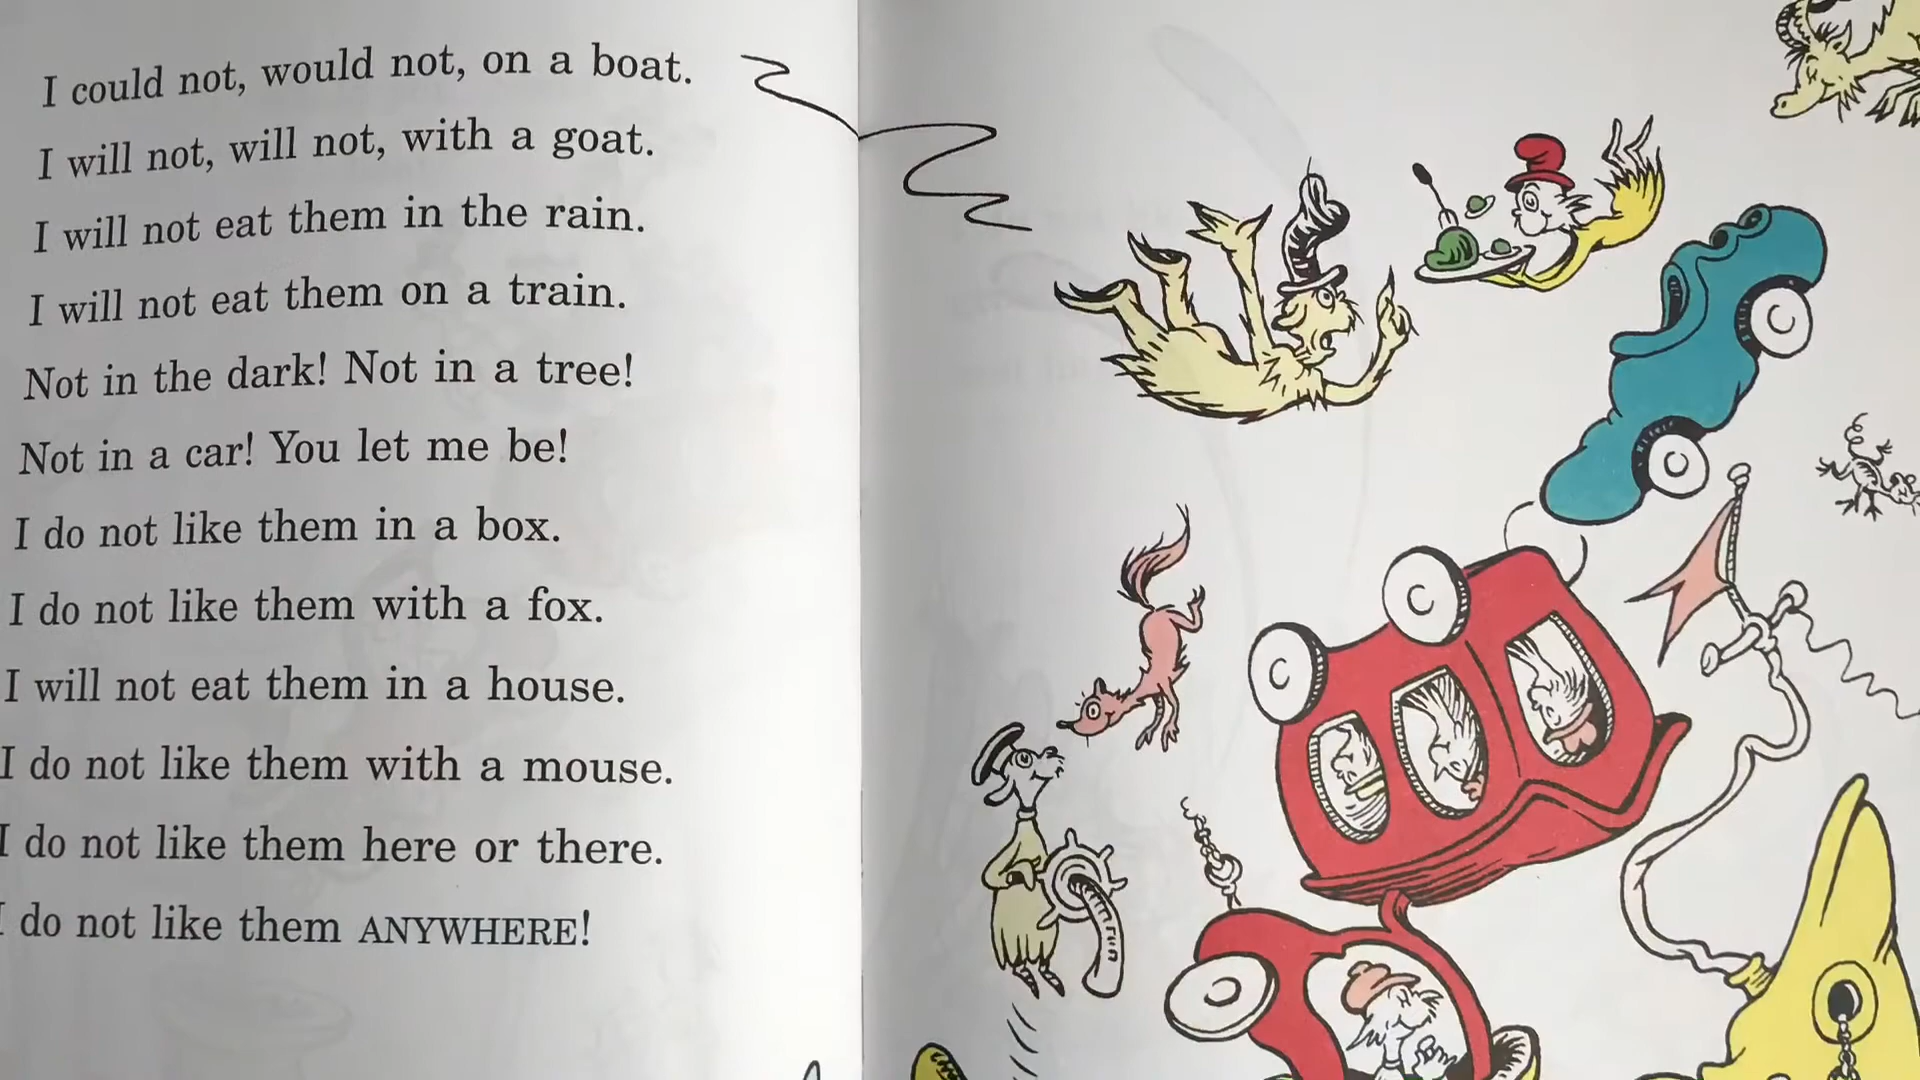 I could not, would not, on a boat.
I will not, will not, with a goat.
I will not eat them in the rain.
I will not eat them on a train.
Not in the dark! Not in a tree!
Not in a car! You let me be!
I do not like them in a box.
I do not like them with a fox.
I will not eat them in a house.
I do not like them with a mouse.
I do not like them here or there.
I do not like them ANYWHERE!